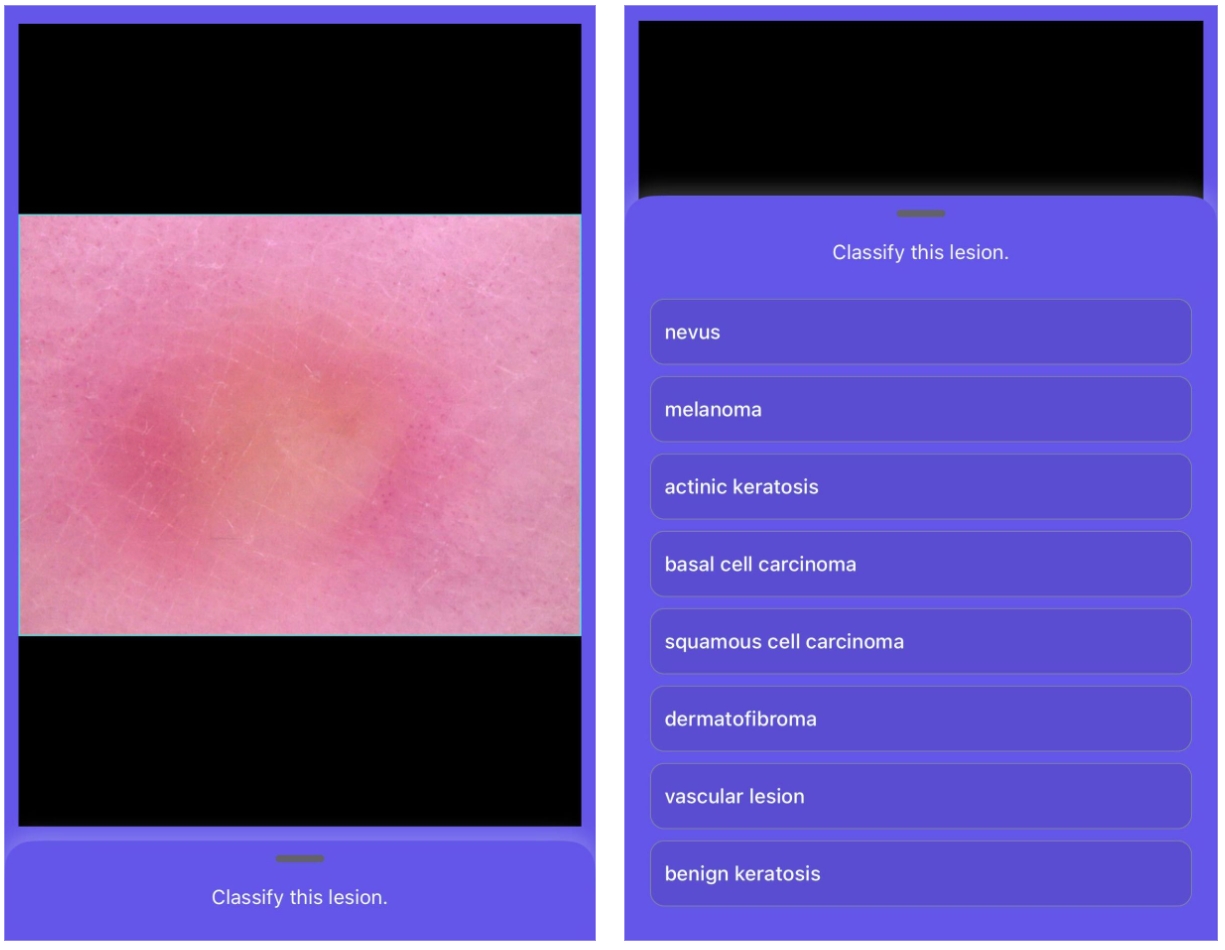 Classify this lesion.
Classify this lesion.
nevus
melanoma
actinic keratosis
basal cell carcinoma
squamous cell carcinoma
dermatofibroma
vascular lesion
benign keratosis